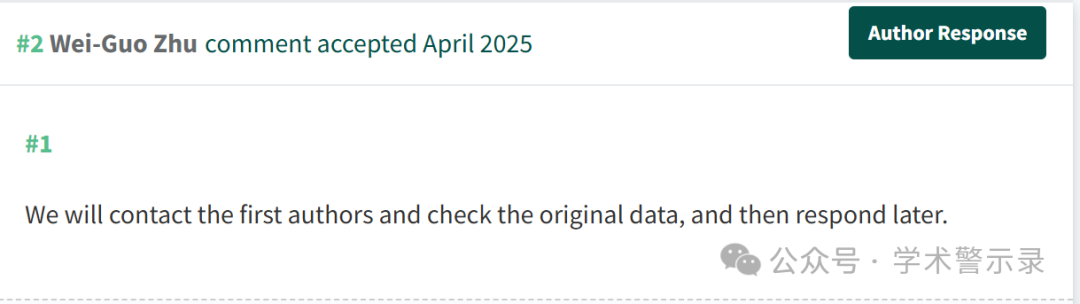 #2 Wei-Guo Zhu comment accepted April 2025
Author Response
#1
We will contact the first authors and check the original data, and then respond later.
公众号 · 学术警示录